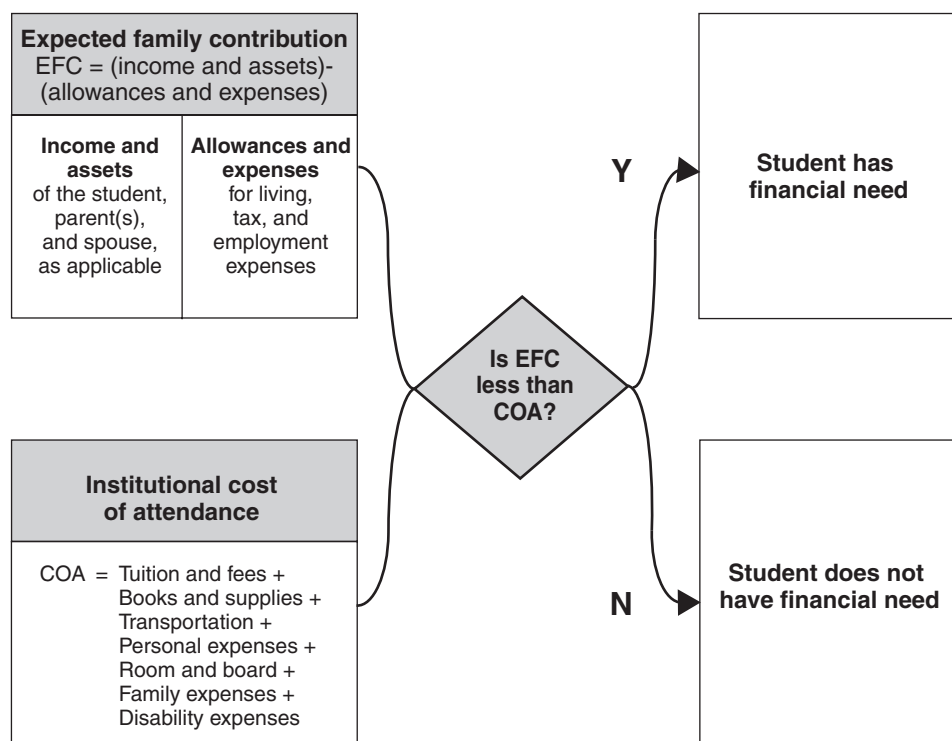 Expected family contribution
EFC = (income and assets)-
(allowances and expenses)
Income and
assets
of the student,
parent(s),
and spouse,
as applicable
Allowances and
expenses
for living,
tax, and
employment
expenses
Institutional cost
of attendance
COA = Tuition and fees +
Books and supplies +
Transportation +
Personal expenses +
Room and board +
Family expenses +
Disability expenses
Is EFC
less than
COA?
Y
Student has
financial need
N
Student does not
have financial need